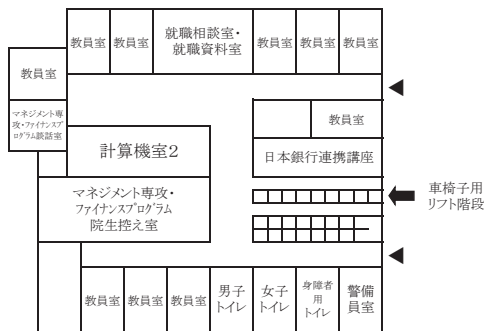 教員室
教員室
就職相談室・
就職資料室
教員室
教員室
教員室
教員室
マネジメント専
攻・ファイナンスプ
ログラム談話室
教員室
計算機室2
日本銀行連携講座
マネジメント専攻・
ファイナンスプログラム
院生控え室
車椅子用
リフト階段
教員室
教員室
教員室
男子
トイレ
女子
トイレ
身障者
用
トイレ
警備
員室